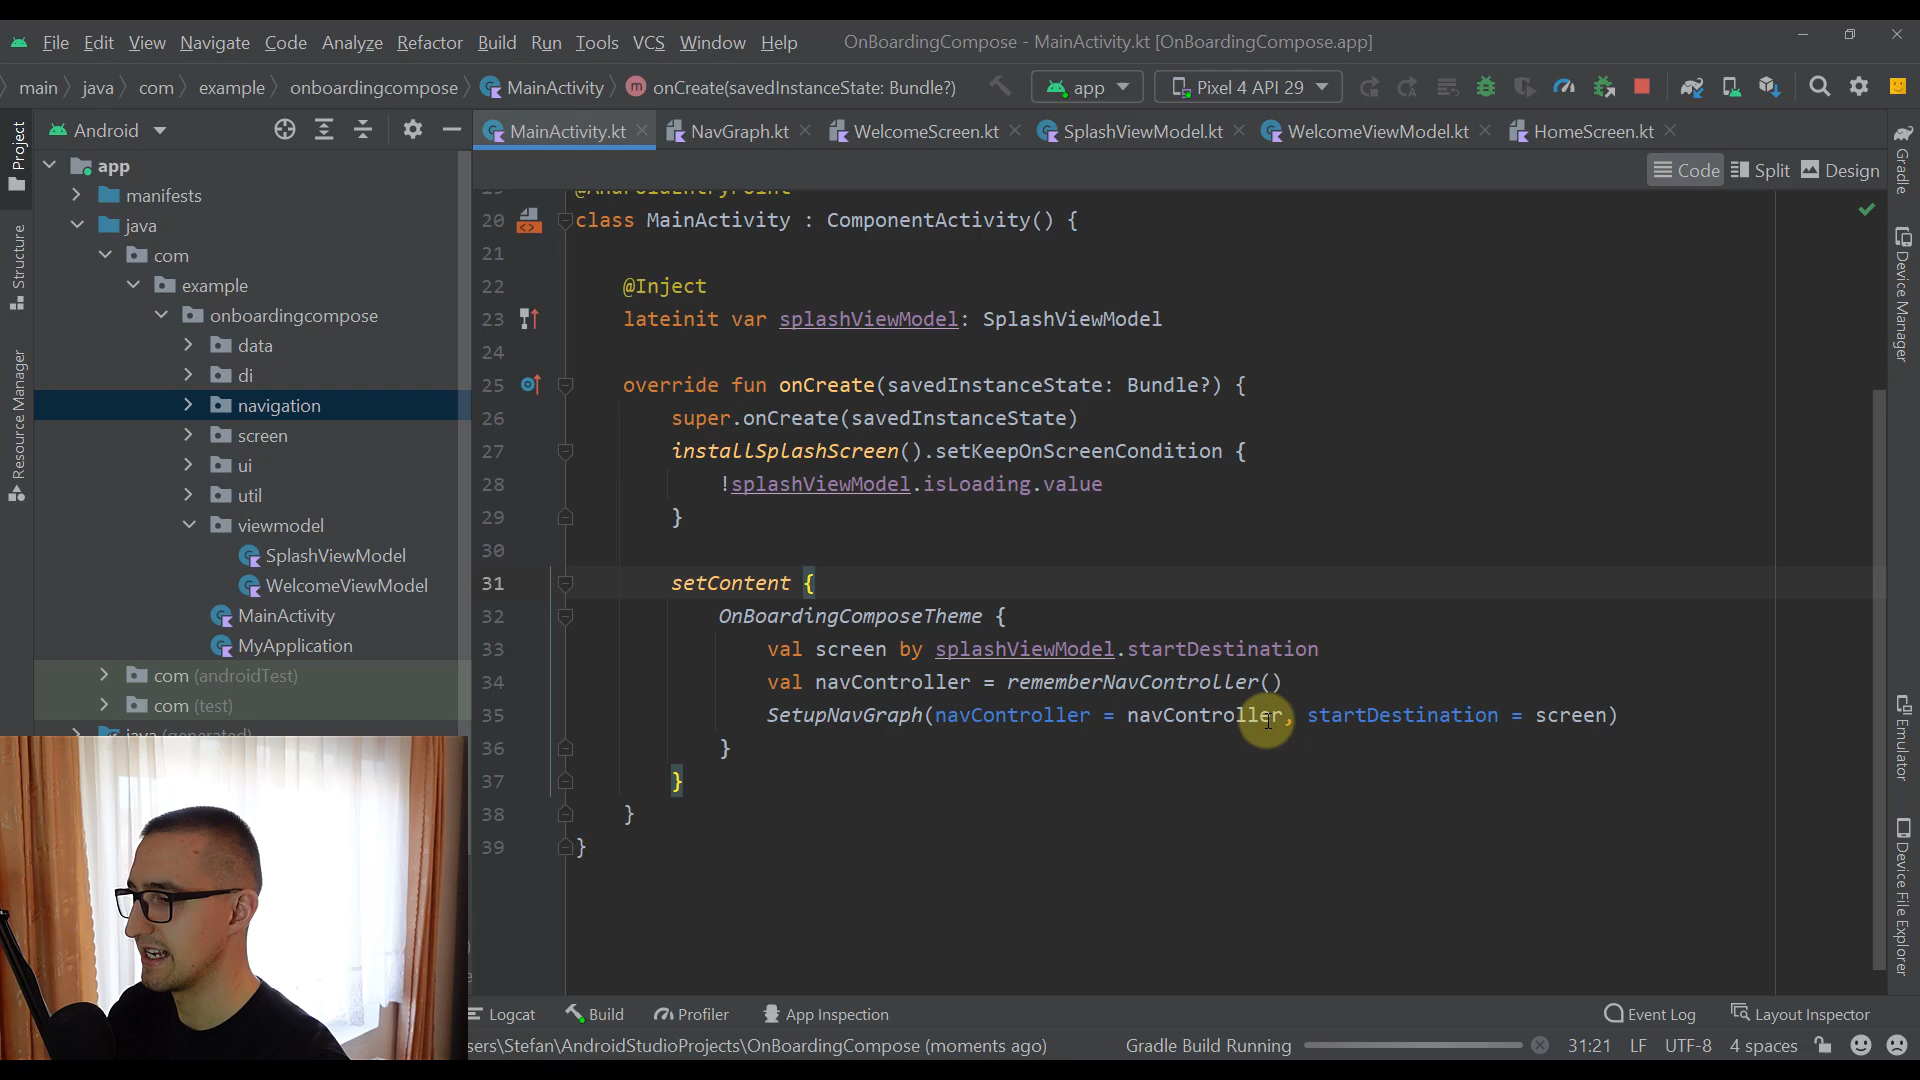 File Edit View Navigate Code Analyze Refactor Build Run Tools VCS Window Help OnBoardingCompose - MainActivity.kt [OnBoardingCompose.app]
main java com example onboardingcompose MainActivity onCreate(savedInstanceState: Bundle?) app Pixel 4 API 29
Android
MainActivity.kt NavGraph.kt WelcomeScreen.kt SplashViewModel.kt WelcomeViewModel.kt HomeScreen.kt
Code Split Design
Project
Structure
Resource Manager
app
manifests
java
com
example
onboardingcompose
data
di
navigation
screen
ui
util
viewmodel
SplashViewModel
WelcomeViewModel
MainActivity
MyApplication
com (androidTest)
com (test)
java (generated)
19 @AndroidEntryPoint
20 class MainActivity : ComponentActivity() {
21
22 @Inject
23 lateinit var splashViewModel: SplashViewModel
24
25 override fun onCreate(savedInstanceState: Bundle?) {
26 super.onCreate(savedInstanceState)
27 installSplashScreen().setKeepOnScreenCondition {
28 !splashViewModel.isLoading.value
29 }
30
31 setContent {
32 OnBoardingComposeTheme {
33 val screen by splashViewModel.startDestination
34 val navController = rememberNavController()
35 SetupNavGraph(navController = navController, startDestination = screen)
36 }
37 }
38 }
39 }
Gradle
Device Manager
Emulator
Device File Explorer
Logcat Build Profiler App Inspection Event Log Layout Inspector
sers\Stefan\AndroidStudioProjects\OnBoardingCompose (moments ago) Gradle Build Running 31:21 LF UTF-8 4 spaces